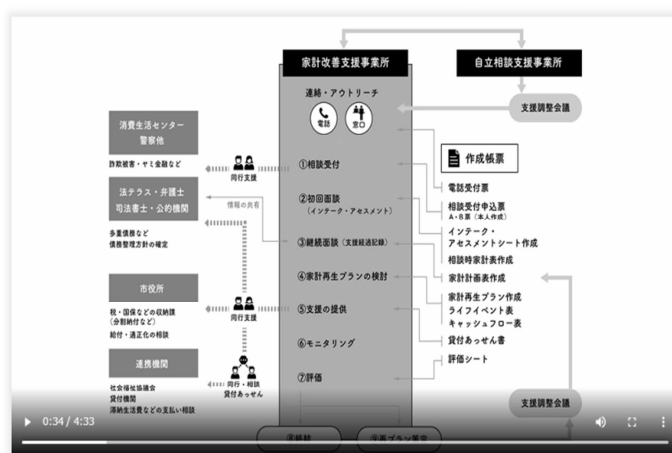 家計改善支援事業所
自立相談支援事業所
連絡・アウトリーチ
電話
窓口
支援調整会議
消費生活センター
警察他
詐欺被害・ヤミ金融など
同行支援
①相談受付
作成帳票
電話受付票
法テラス・弁護士
司法書士・公的機関
情報の共有
②初回面談
(インテーク・アセスメント)
相談受付申込票
A・B票(本人作成)
多重債務など
債務整理方針の確定
③継続面談(支援経過記録)
インテーク・
アセスメントシート作成
相談時家計表作成
④家計再生プランの検討
家計計画表作成
市役所
税・国保などの収納課
(分割納付など)
給付・適正化の相談
同行支援
⑤支援の提供
家計再生プラン作成
ライフイベント表
キャッシュフロー表
貸付あっせん書
⑥モニタリング
連携機関
社会福祉協議会
貸付機関
滞納生活費などの支払い相談
同行・相談
貸付あっせん
⑦評価
評価シート
支援調整会議
0:34 / 4:33
⑧終結
⑨再プラン策定